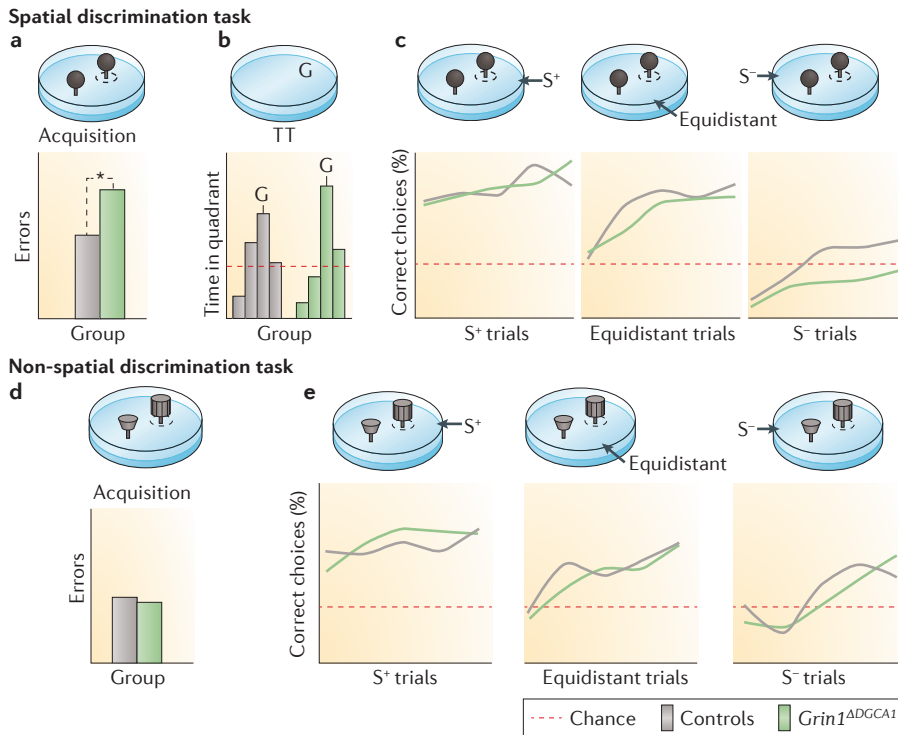 Spatial discrimination task
a
Acquisition
Errors
*
Group
b
G
TT
Time in quadrant
G
G
Group
c
S⁺
Equidistant
S⁻
Correct choices (%)
S⁺ trials
Equidistant trials
S⁻ trials
Non-spatial discrimination task
d
Acquisition
Errors
Group
e
S⁺
Equidistant
S⁻
Correct choices (%)
S⁺ trials
Equidistant trials
S⁻ trials
Chance
Controls
Grin1ΔDGCA1